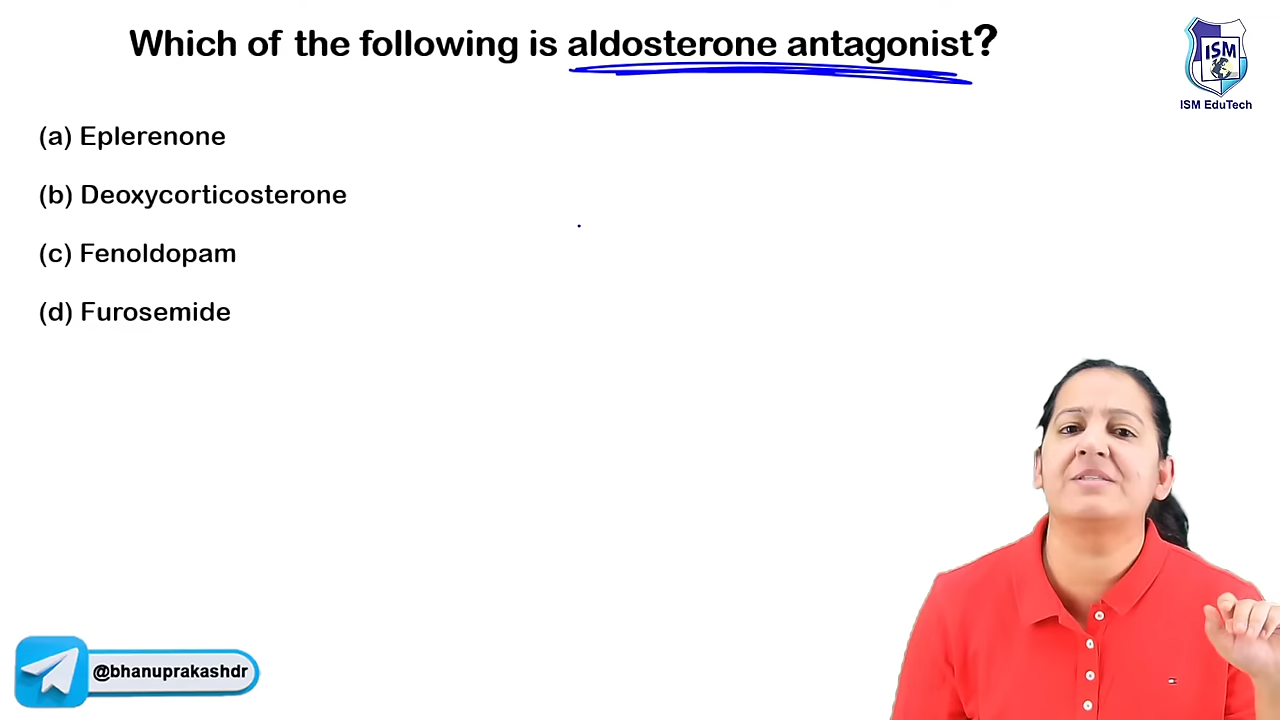 Which of the following is aldosterone antagonist?
ISM
ISM EduTech
(a) Eplerenone
(b) Deoxycorticosterone
(c) Fenoldopam
(d) Furosemide
@bhanuprakashdr